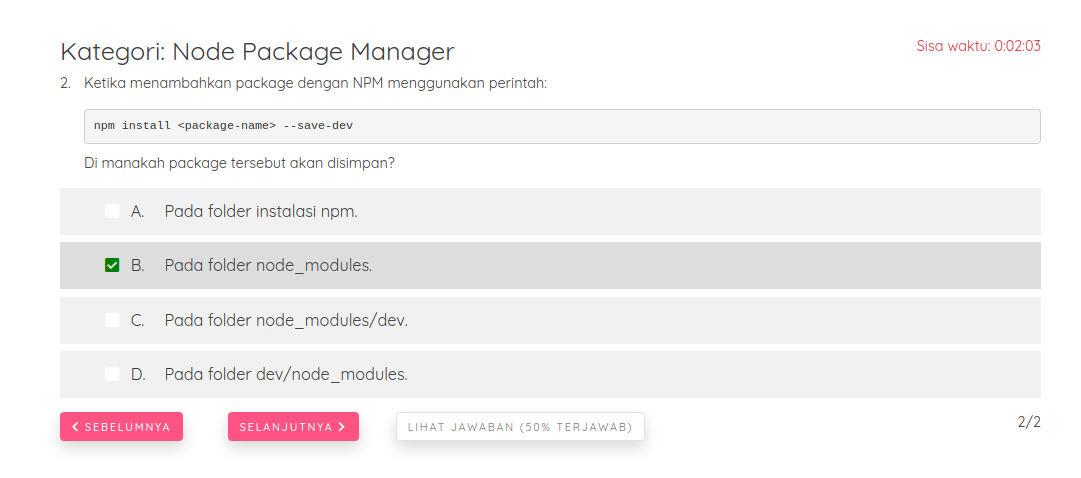 Kategori: Node Package Manager
Sisa waktu: 0:02:03
2. Ketika menambahkan package dengan NPM menggunakan perintah:
npm install <package-name> --save-dev
Di manakah package tersebut akan disimpan?
A. Pada folder instalasi npm.
B. Pada folder node_modules.
C. Pada folder node_modules/dev.
D. Pada folder dev/node_modules.
SEBELUMNYA
SELANJUTNYA
LIHAT JAWABAN (50% TERJAWAB)
2/2